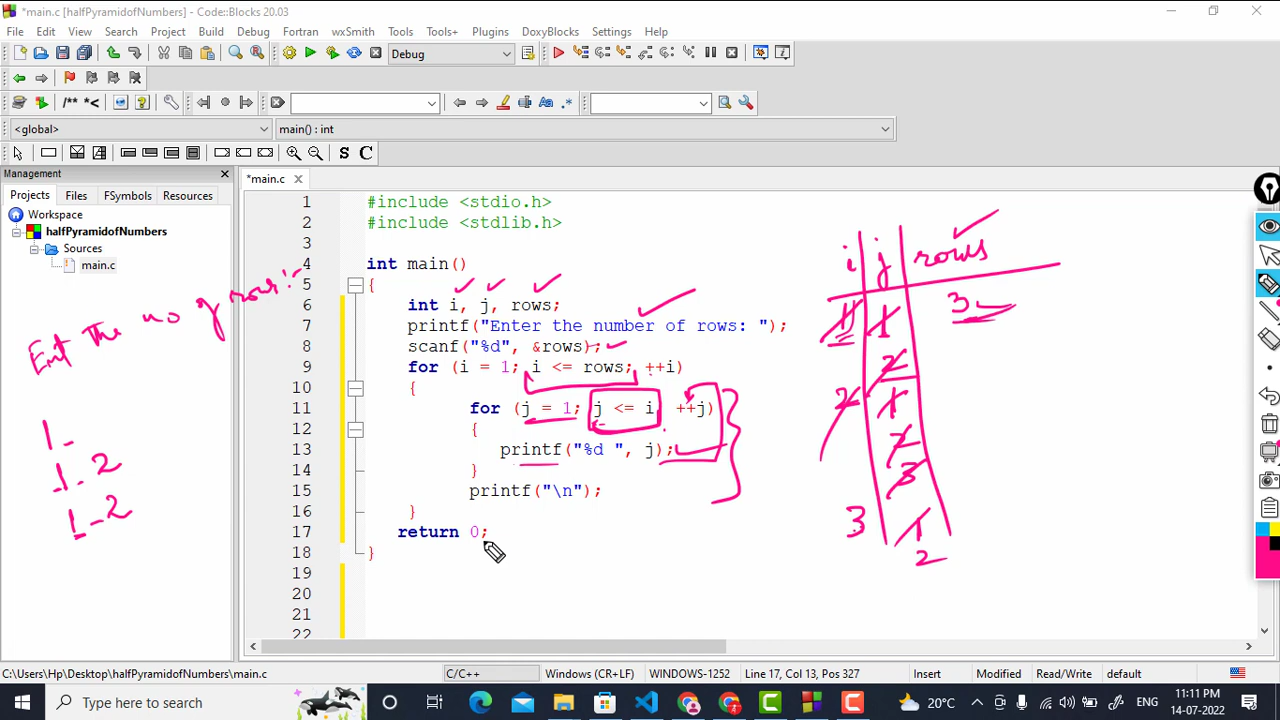 *main.c [halfPyramidofNumbers] - Code::Blocks 20.03
File Edit View Search Project Build Debug Fortran wxSmith Tools Tools+ Plugins DoxyBlocks Settings Help
Debug
/** *<
<global>
main() : int
S C
Management
Projects Files FSymbols Resources
Workspace
halfPyramidofNumbers
Sources
main.c
*main.c
1 #include <stdio.h>
2 #include <stdlib.h>
3
4 int main()
5 {
6 int i, j, rows;
7 printf("Enter the number of rows: ");
8 scanf("%d", &rows);
9 for (i = 1; i <= rows; ++i)
10 {
11 for (j = 1; j <= i; ++j)
12 {
13 printf("%d ", j);
14 }
15 printf("\n");
16 }
17 return 0;
18 }
19
20
21
22
the no of rows:-
1-
1-2
1-2
i j rows
1 1 3
2
2 1
2
3
3 1
2
C:\Users\Hp\Desktop\halfPyramidofNumbers\main.c C/C++ Windows (CR+LF) WINDOWS-1252 Line 17, Col 13, Pos 327 Insert Modified Read/Write default
Type here to search
20°C
ENG
11:11 PM
14-07-2022